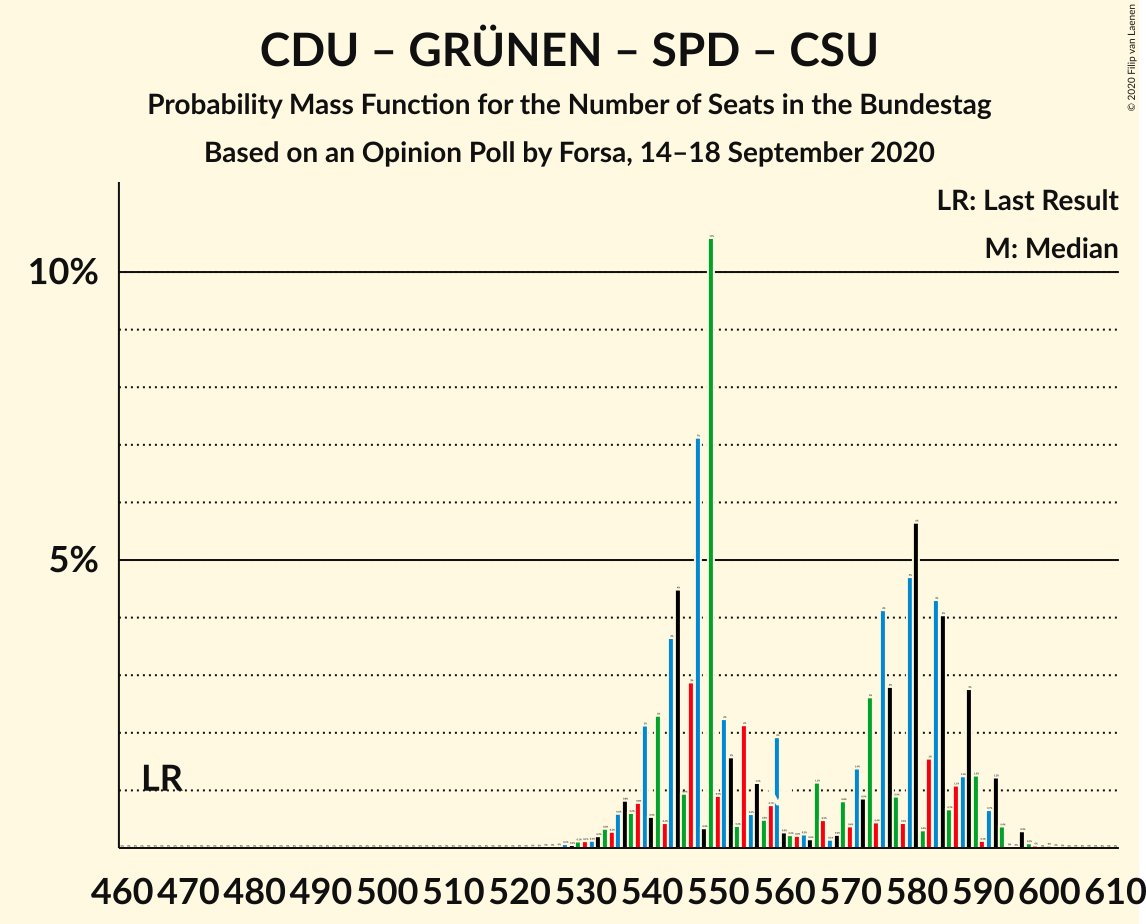 CDU – GRÜNEN – SPD – CSU
Probability Mass Function for the Number of Seats in the Bundestag
Based on an Opinion Poll by Forsa, 14–18 September 2020
© 2020 Filip van Laenen
LR: Last Result
M: Median
10%
5%
LR
460 470 480 490 500 510 520 530 540 550 560 570 580 590 600 610